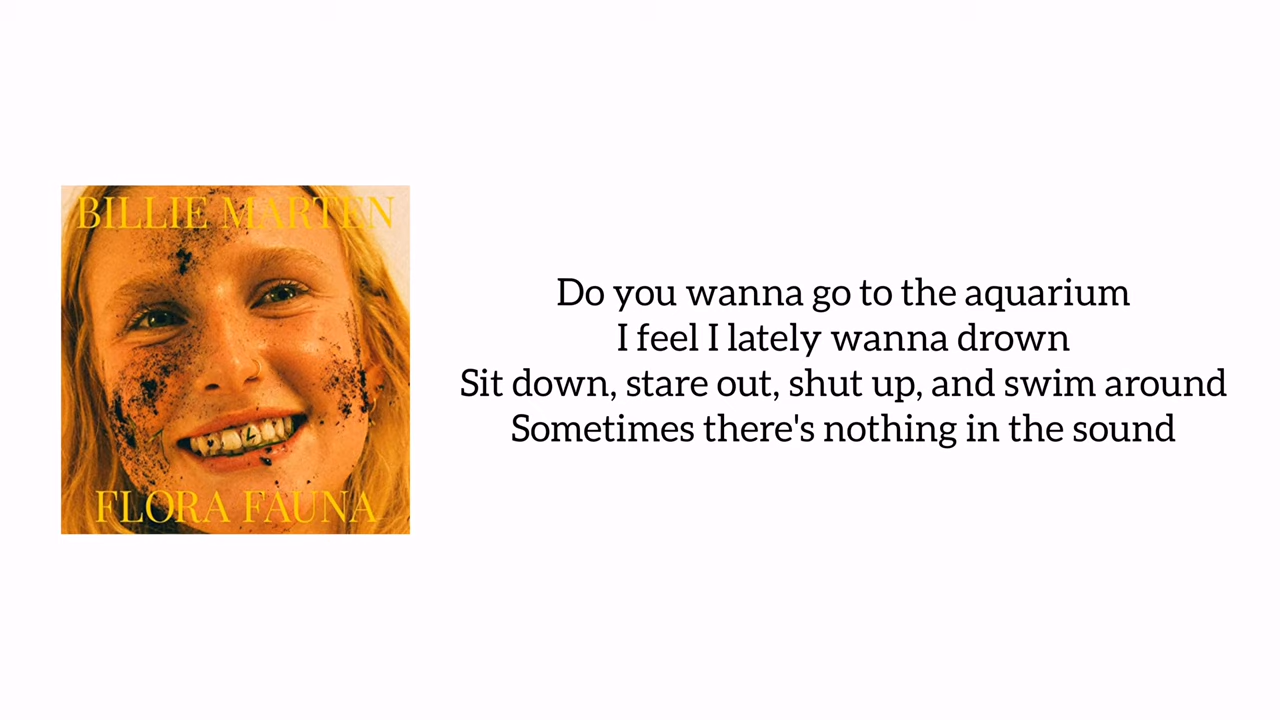 BILLIE MARTEN
FLORA FAUNA
Do you wanna go to the aquarium
I feel I lately wanna drown
Sit down, stare out, shut up, and swim around
Sometimes there's nothing in the sound